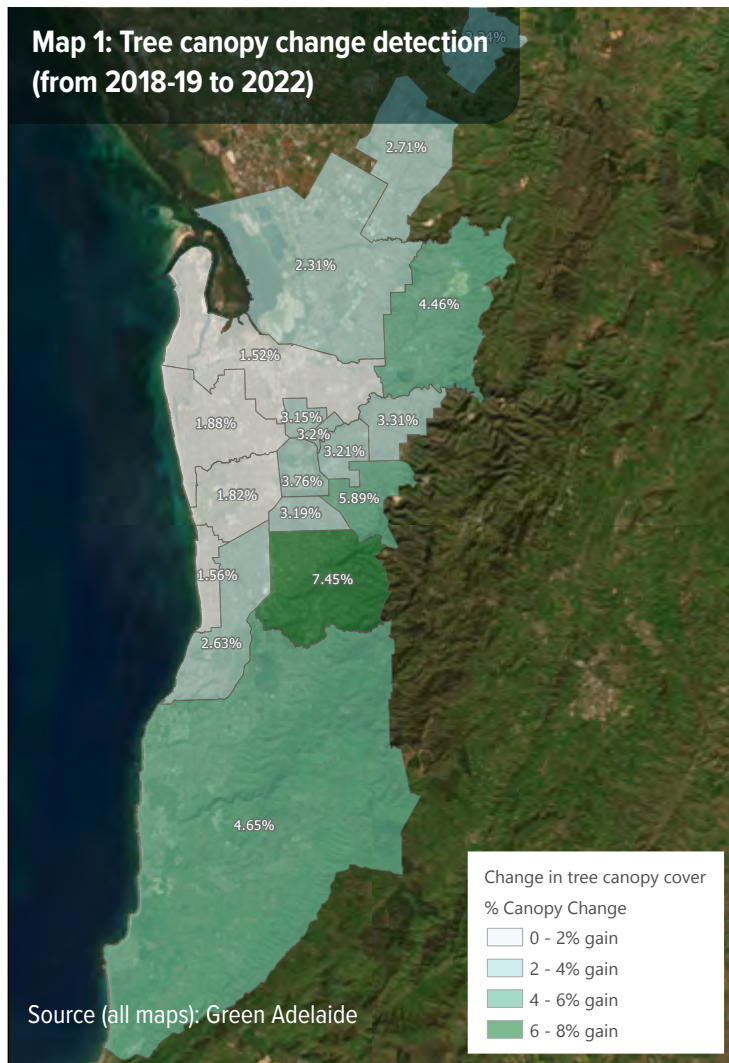 Map 1: Tree canopy change detection
(from 2018-19 to 2022)
2.71%
2.31%
4.46%
1.52%
1.88%
3.15%
3.31%
3.2%
3.21%
3.76%
1.82%
5.89%
3.19%
1.56%
7.45%
2.63%
4.65%
Change in tree canopy cover
% Canopy Change
0 - 2% gain
2 - 4% gain
4 - 6% gain
6 - 8% gain
Source (all maps): Green Adelaide